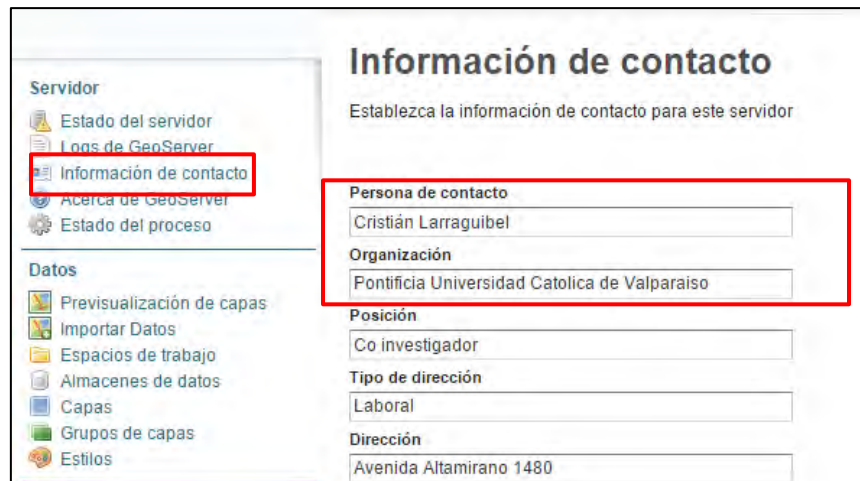 Servidor
Estado del servidor
Logs de GeoServer
Información de contacto
Acerca de GeoServer
Estado del proceso
Datos
Previsualización de capas
Importar Datos
Espacios de trabajo
Almacenes de datos
Capas
Grupos de capas
Estilos
Información de contacto
Establezca la información de contacto para este servidor
Persona de contacto
Cristián Larraguibel
Organización
Pontificia Universidad Catolica de Valparaiso
Posición
Co investigador
Tipo de dirección
Laboral
Dirección
Avenida Altamirano 1480